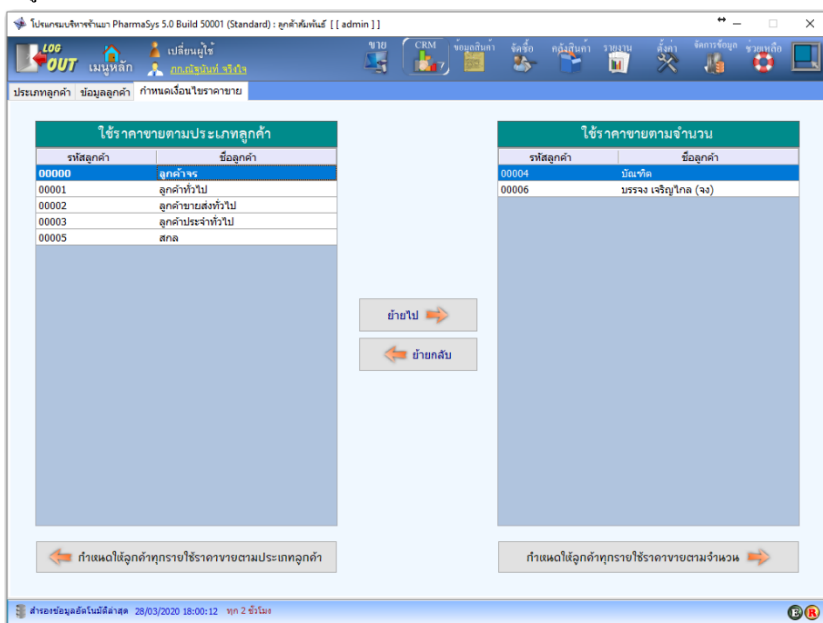 โปรแกรมบริหารร้านยา PharmaSys 5.0 Build 50001 (Standard) : ลูกค้าสัมพันธ์ [ [ admin ] ]
LOG OUT เมนูหลัก เปลี่ยนผู้ใช้ ขาย CRM ข้อมูลสินค้า จัดซื้อ คลังสินค้า รายงาน ตั้งค่า จัดการข้อมูล ช่วยเหลือ
ประเภทลูกค้า ข้อมูลลูกค้า กำหนดเงื่อนไขราคาขาย
ใช้ราคาขายตามประเภทลูกค้า
รหัสลูกค้า ชื่อลูกค้า
00000 ลูกค้าจร
00001 ลูกค้าทั่วไป
00002 ลูกค้าขายส่งทั่วไป
00003 ลูกค้าประจำทั่วไป
00005 สกล
ย้ายไป
ย้ายกลับ
ใช้ราคาขายตามจำนวน
รหัสลูกค้า ชื่อลูกค้า
00004 บัณฑิต
00006 บรรจง เจริญไกล (จง)
กำหนดให้ลูกค้าทุกรายใช้ราคาขายตามประเภทลูกค้า
กำหนดให้ลูกค้าทุกรายใช้ราคาขายตามจำนวน
สำรองข้อมูลอัตโนมัติล่าสุด 28/03/2020 18:00:12 ทุก 2 ชั่วโมง
E R